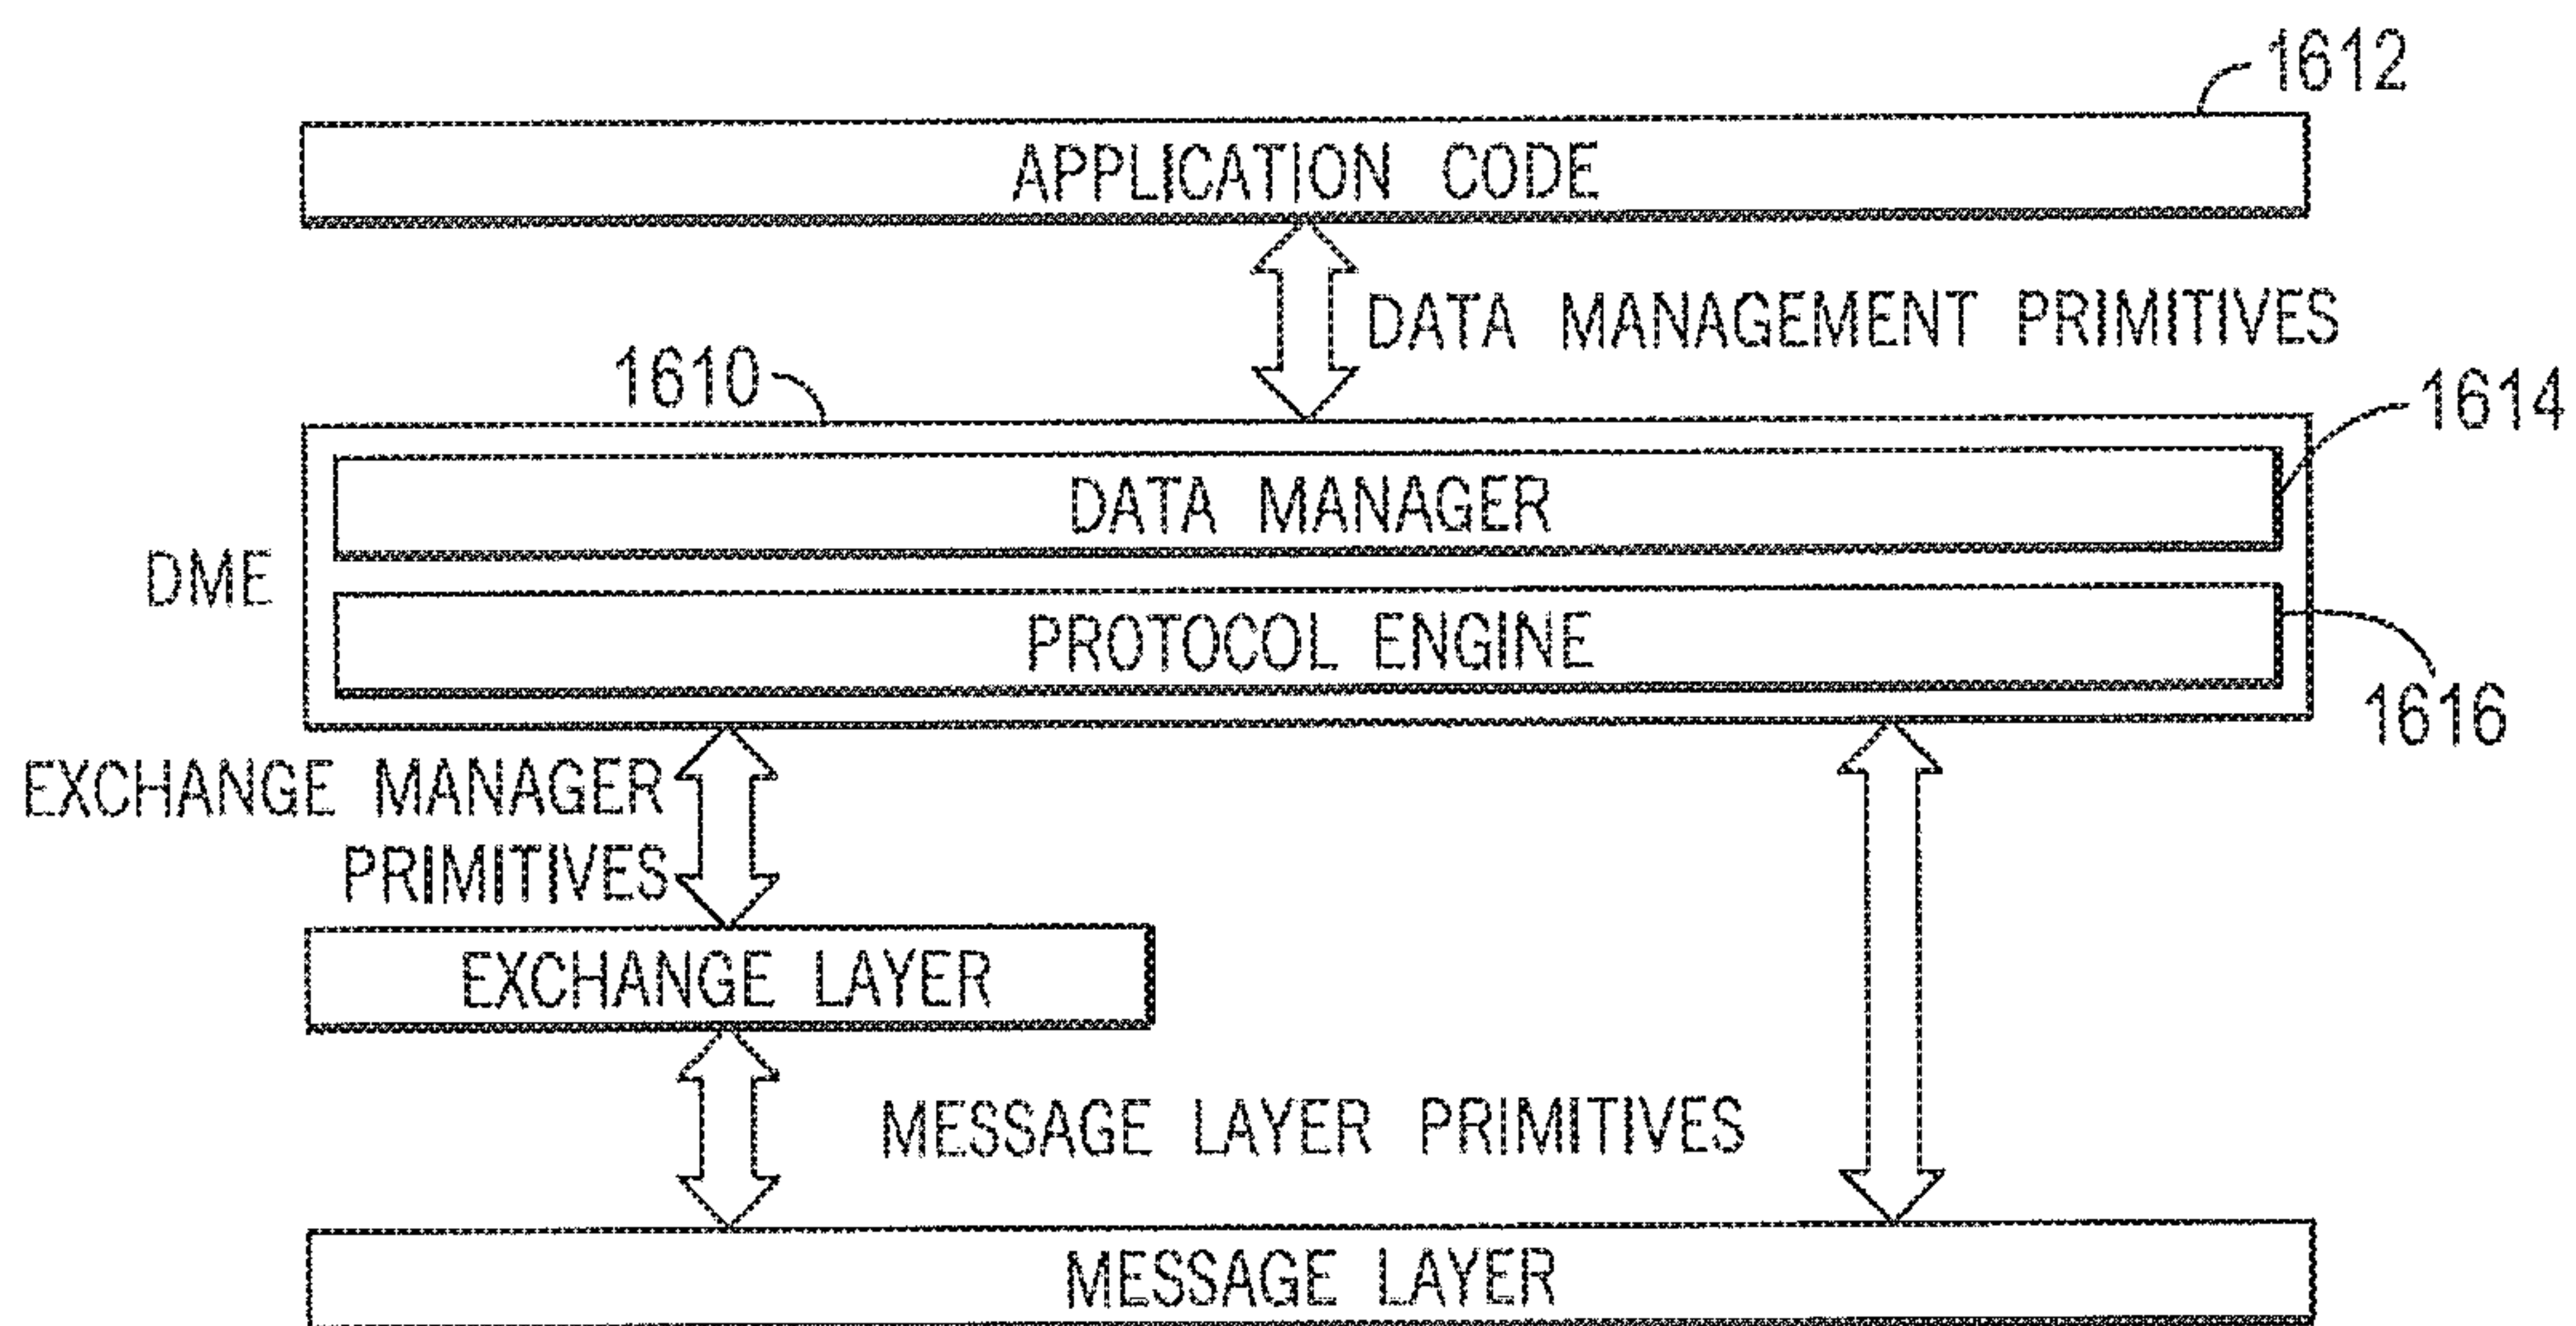 1612
APPLICATION CODE
DATA MANAGEMENT PRIMITIVES
1610
1614
DATA MANAGER
DME
PROTOCOL ENGINE
1616
EXCHANGE MANAGER
PRIMITIVES
EXCHANGE LAYER
MESSAGE LAYER PRIMITIVES
MESSAGE LAYER